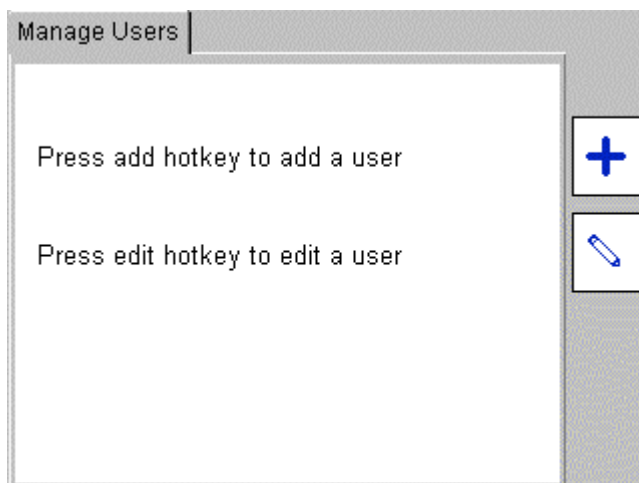 Manage Users
Press add hotkey to add a user
Press edit hotkey to edit a user